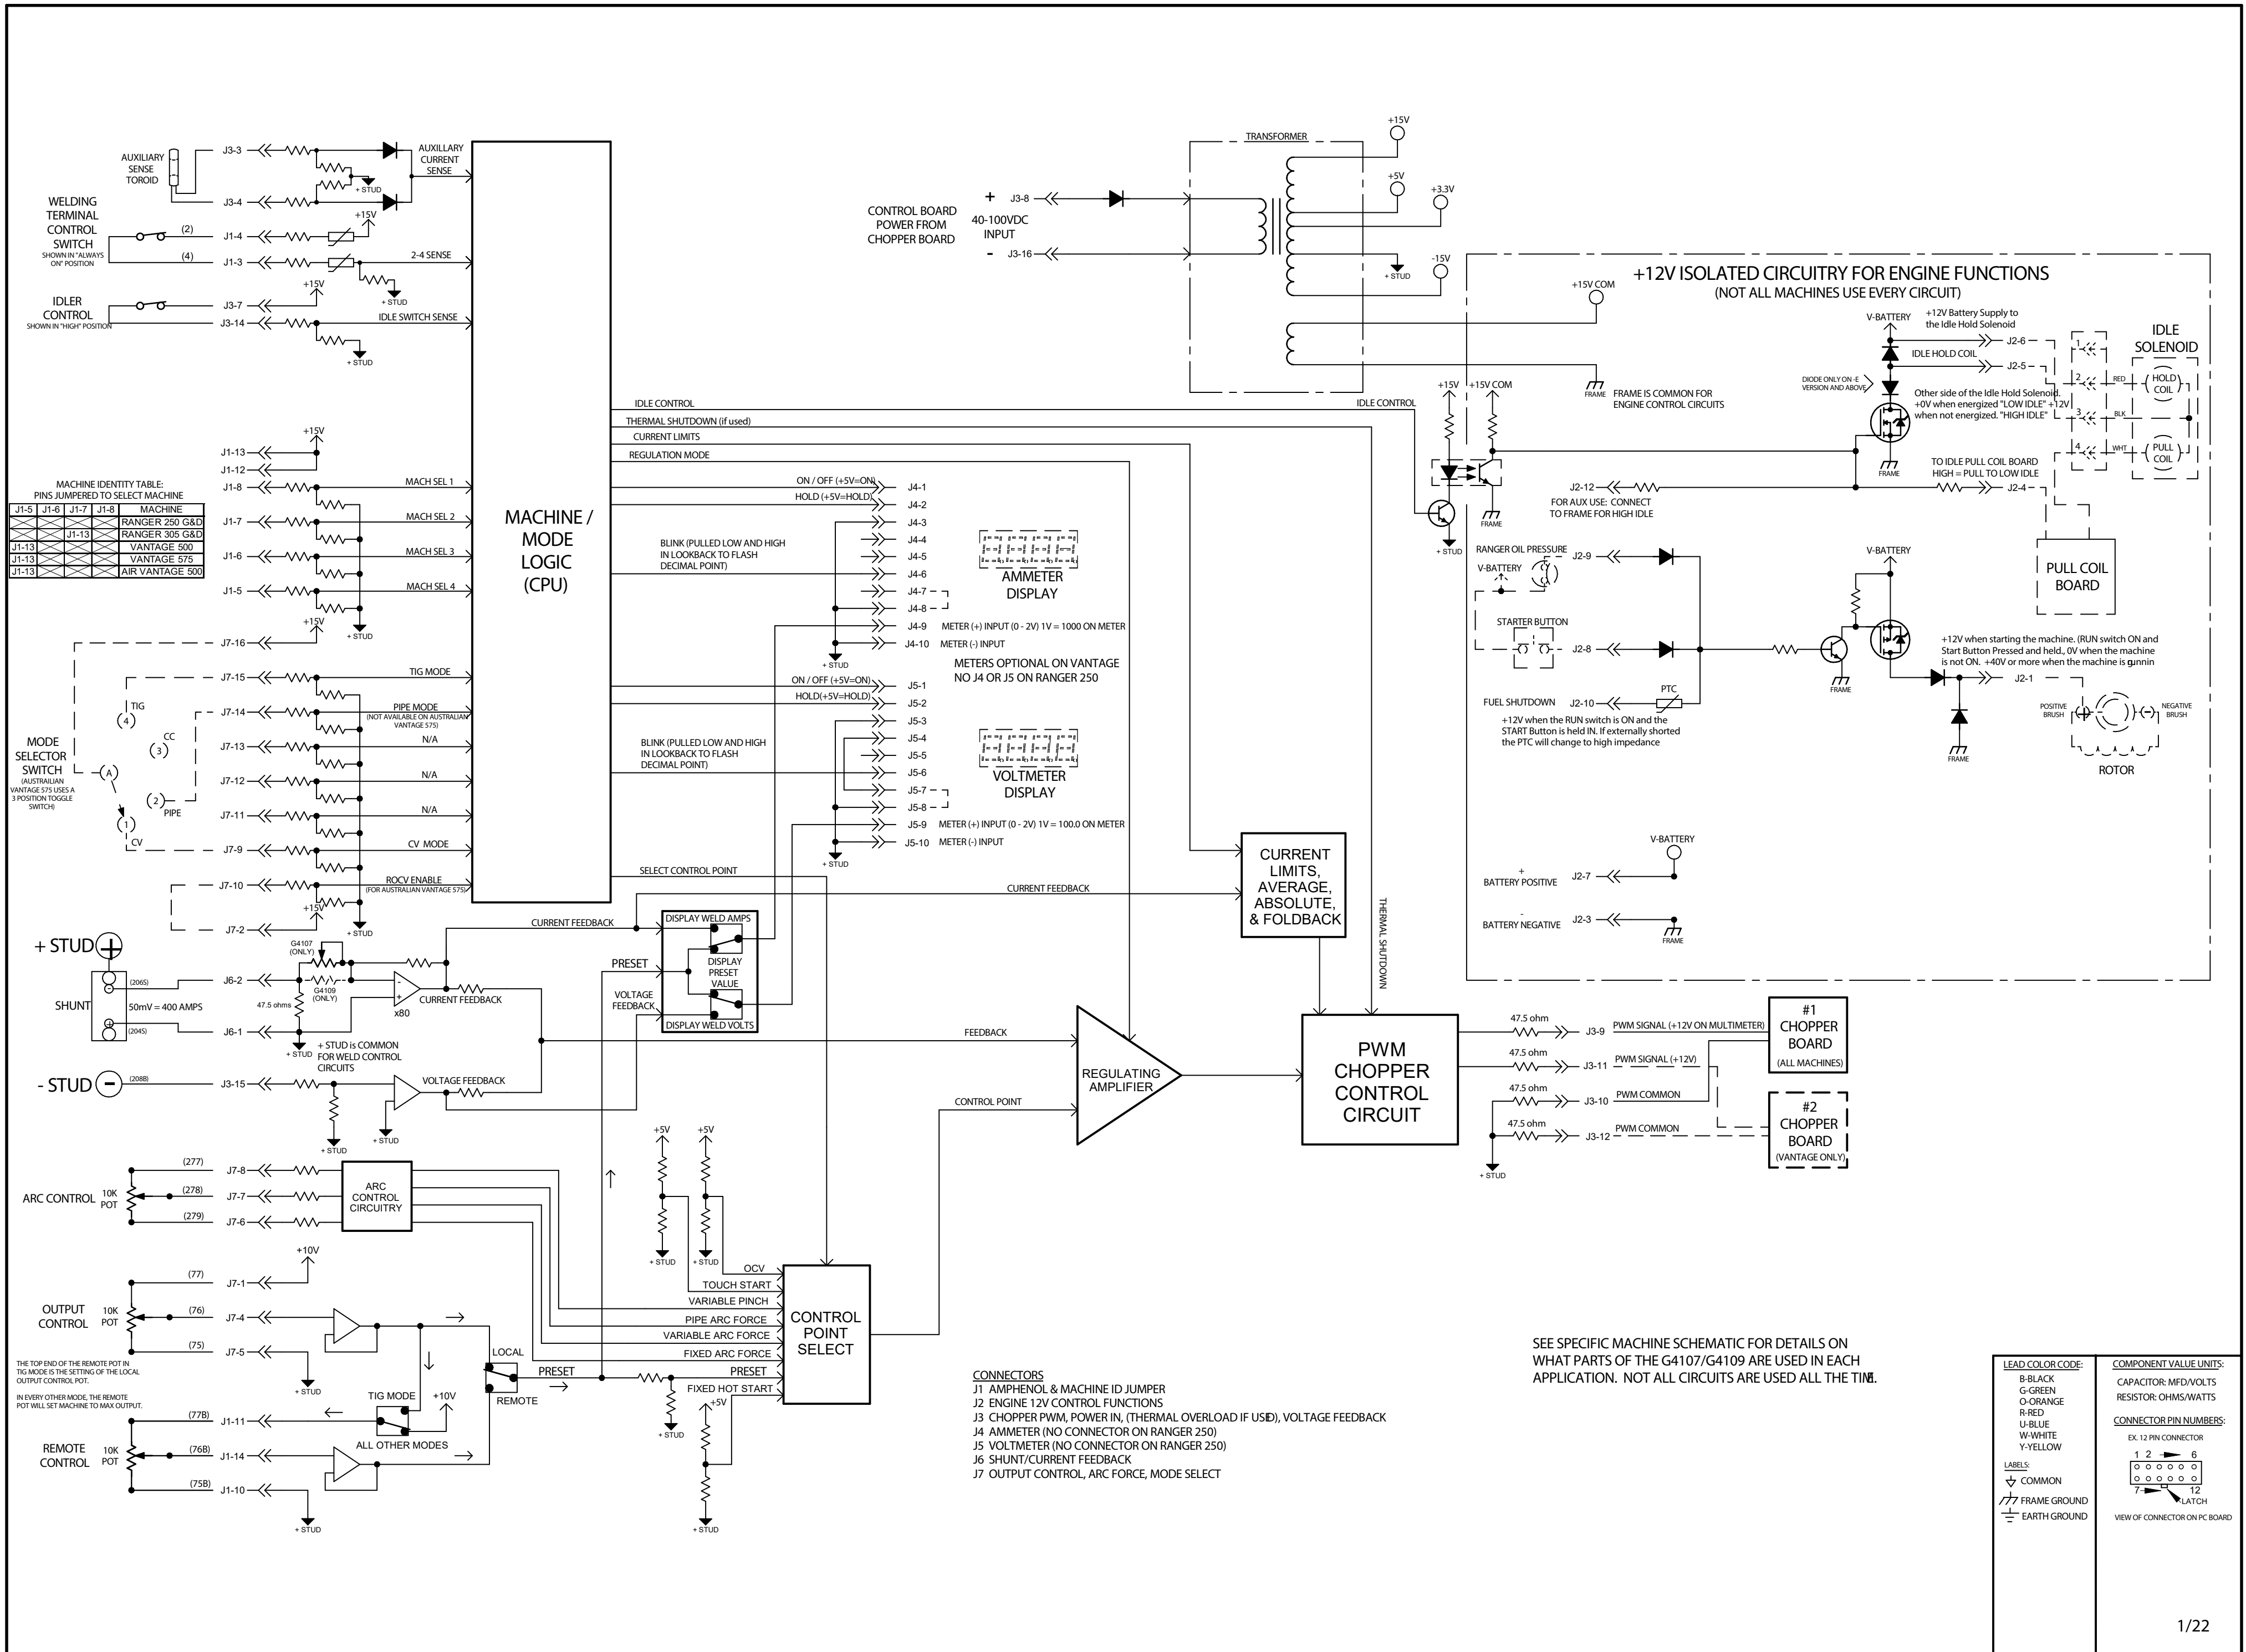 AUXILIARY
SENSE
TOROID
J3-3
J3-4
+ STUD
AUXILLARY
CURRENT
SENSE
WELDING
TERMINAL
CONTROL
SWITCH
SHOWN IN "ALWAYS
ON" POSITION
(2)
(4)
J1-4
J1-3
+15V
2-4 SENSE
+ STUD
IDLER
CONTROL
SHOWN IN "HIGH" POSITION
J3-7
J3-14
+15V
IDLE SWITCH SENSE
+ STUD
+15V
J1-13
J1-12
J1-8
MACH SEL 1
J1-7
MACH SEL 2
J1-6
MACH SEL 3
J1-5
MACH SEL 4
+ STUD
MACHINE IDENTITY TABLE:
PINS JUMPERED TO SELECT MACHINE
J1-5 J1-6 J1-7 J1-8 MACHINE
RANGER 250 G&D
J1-13 RANGER 305 G&D
J1-13 VANTAGE 500
J1-13 VANTAGE 575
J1-13 AIR VANTAGE 500
+15V
J7-16
J7-15
TIG MODE
J7-14
PIPE MODE
(NOT AVAILABLE ON AUSTRALIAN
VANTAGE 575)
J7-13
N/A
J7-12
N/A
J7-11
N/A
J7-9
CV MODE
J7-10
ROCV ENABLE
(FOR AUSTRALIAN VANTAGE 575)
+15V
J7-2
+ STUD
MODE
SELECTOR
SWITCH
(AUSTRAILIAN
VANTAGE 575 USES A
3 POSITION TOGGLE
SWITCH)
TIG
4
CC
3
A
2
PIPE
1
CV
MACHINE /
MODE
LOGIC
(CPU)
+ STUD
SHUNT
(206S)
(204S)
50mV = 400 AMPS
J6-2
J6-1
G4107
(ONLY)
G4109
(ONLY)
47.5 ohms
-
+
x80
CURRENT FEEDBACK
CURRENT FEEDBACK
+ STUD
+ STUD is COMMON
FOR WELD CONTROL
CIRCUITS
- STUD
(208B)
J3-15
VOLTAGE FEEDBACK
+ STUD
+ STUD
ARC CONTROL
10K
POT
(277)
(278)
(279)
J7-8
J7-7
J7-6
ARC
CONTROL
CIRCUITRY
OUTPUT
CONTROL
10K
POT
(77)
(76)
(75)
J7-1
J7-4
J7-5
+10V
+ STUD
THE TOP END OF THE REMOTE POT IN
TIG MODE IS THE SETTING OF THE LOCAL
OUTPUT CONTROL POT.
IN EVERY OTHER MODE, THE REMOTE
POT WILL SET MACHINE TO MAX OUTPUT.
REMOTE
CONTROL
10K
POT
(77B)
(76B)
(75B)
J1-11
J1-14
J1-10
+ STUD
TIG MODE
+10V
ALL OTHER MODES
LOCAL
REMOTE
PRESET
CONTROL BOARD
POWER FROM
CHOPPER BOARD
+
40-100VDC
INPUT
-
J3-8
J3-16
TRANSFORMER
+15V
+5V
+3.3V
+ STUD
-15V
+15V COM
FRAME
FRAME IS COMMON FOR
ENGINE CONTROL CIRCUITS
IDLE CONTROL
IDLE CONTROL
THERMAL SHUTDOWN (if used)
CURRENT LIMITS
REGULATION MODE
ON / OFF (+5V=ON)
HOLD (+5V=HOLD)
BLINK (PULLED LOW AND HIGH
IN LOOKBACK TO FLASH
DECIMAL POINT)
J4-1
J4-2
J4-3
J4-4
J4-5
J4-6
J4-7
J4-8
J4-9 METER (+) INPUT (0 - 2V) 1V = 1000 ON METER
J4-10 METER (-) INPUT
+ STUD
AMMETER
DISPLAY
METERS OPTIONAL ON VANTAGE
NO J4 OR J5 ON RANGER 250
ON / OFF (+5V=ON)
HOLD(+5V=HOLD)
BLINK (PULLED LOW AND HIGH
IN LOOKBACK TO FLASH
DECIMAL POINT)
J5-1
J5-2
J5-3
J5-4
J5-5
J5-6
J5-7
J5-8
J5-9 METER (+) INPUT (0 - 2V) 1V = 100.0 ON METER
J5-10 METER (-) INPUT
+ STUD
VOLTMETER
DISPLAY
SELECT CONTROL POINT
CURRENT FEEDBACK
DISPLAY WELD AMPS
DISPLAY
PRESET
VALUE
DISPLAY WELD VOLTS
PRESET
VOLTAGE
FEEDBACK
CURRENT
LIMITS,
AVERAGE,
ABSOLUTE,
& FOLDBACK
THERMAL SHUTDOWN
FEEDBACK
CONTROL POINT
REGULATING
AMPLIFIER
PWM
CHOPPER
CONTROL
CIRCUIT
47.5 ohm
J3-9
PWM SIGNAL (+12V ON MULTIMETER)
47.5 ohm
J3-11
PWM SIGNAL (+12V)
47.5 ohm
J3-10
PWM COMMON
47.5 ohm
J3-12
PWM COMMON
+ STUD
#1
CHOPPER
BOARD
(ALL MACHINES)
#2
CHOPPER
BOARD
(VANTAGE ONLY)
+5V
+5V
+ STUD
+ STUD
OCV
TOUCH START
VARIABLE PINCH
PIPE ARC FORCE
VARIABLE ARC FORCE
FIXED ARC FORCE
PRESET
FIXED HOT START
+5V
+ STUD
+ STUD
CONTROL
POINT
SELECT
+12V ISOLATED CIRCUITRY FOR ENGINE FUNCTIONS
(NOT ALL MACHINES USE EVERY CIRCUIT)
+15V
+15V COM
+ STUD
FRAME
V-BATTERY
+12V Battery Supply to
the Idle Hold Solenoid
J2-6
IDLE HOLD COIL
J2-5
DIODE ONLY ON -E
VERSION AND ABOVE
Other side of the Idle Hold Solenoid.
+0V when energized "LOW IDLE" +12V
when not energized. "HIGH IDLE"
FRAME
IDLE
SOLENOID
1
2
3
4
RED
BLK
WHT
HOLD
COIL
PULL
COIL
TO IDLE PULL COIL BOARD
HIGH = PULL TO LOW IDLE
J2-4
J2-12
FOR AUX USE: CONNECT
TO FRAME FOR HIGH IDLE
PULL COIL
BOARD
RANGER OIL PRESSURE
V-BATTERY
J2-9
STARTER BUTTON
J2-8
FUEL SHUTDOWN
J2-10
PTC
+12V when the RUN switch is ON and the
START Button is held IN. If externally shorted
the PTC will change to high impedance
V-BATTERY
FRAME
+12V when starting the machine. (RUN switch ON and
Start Button Pressed and held., 0V when the machine
is not ON. +40V or more when the machine is
J2-1
FRAME
POSITIVE
BRUSH
+
-
NEGATIVE
BRUSH
ROTOR
V-BATTERY
+
BATTERY POSITIVE
J2-7
-
BATTERY NEGATIVE
J2-3
FRAME
CONNECTORS
J1 AMPHENOL & MACHINE ID JUMPER
J2 ENGINE 12V CONTROL FUNCTIONS
J3 CHOPPER PWM, POWER IN, (THERMAL OVERLOAD IF USED), VOLTAGE FEEDBACK
J4 AMMETER (NO CONNECTOR ON RANGER 250)
J5 VOLTMETER (NO CONNECTOR ON RANGER 250)
J6 SHUNT/CURRENT FEEDBACK
J7 OUTPUT CONTROL, ARC FORCE, MODE SELECT
SEE SPECIFIC MACHINE SCHEMATIC FOR DETAILS ON
WHAT PARTS OF THE G4107/G4109 ARE USED IN EACH
APPLICATION. NOT ALL CIRCUITS ARE USED ALL THE TIME.
LEAD COLOR CODE:
B-BLACK
G-GREEN
O-ORANGE
R-RED
U-BLUE
W-WHITE
Y-YELLOW
LABELS:
COMMON
FRAME GROUND
EARTH GROUND
COMPONENT VALUE UNITS:
CAPACITOR: MFD/VOLTS
RESISTOR: OHMS/WATTS
CONNECTOR PIN NUMBERS:
EX. 12 PIN CONNECTOR
1 2 6
7 12
LATCH
VIEW OF CONNECTOR ON PC BOARD
1/22